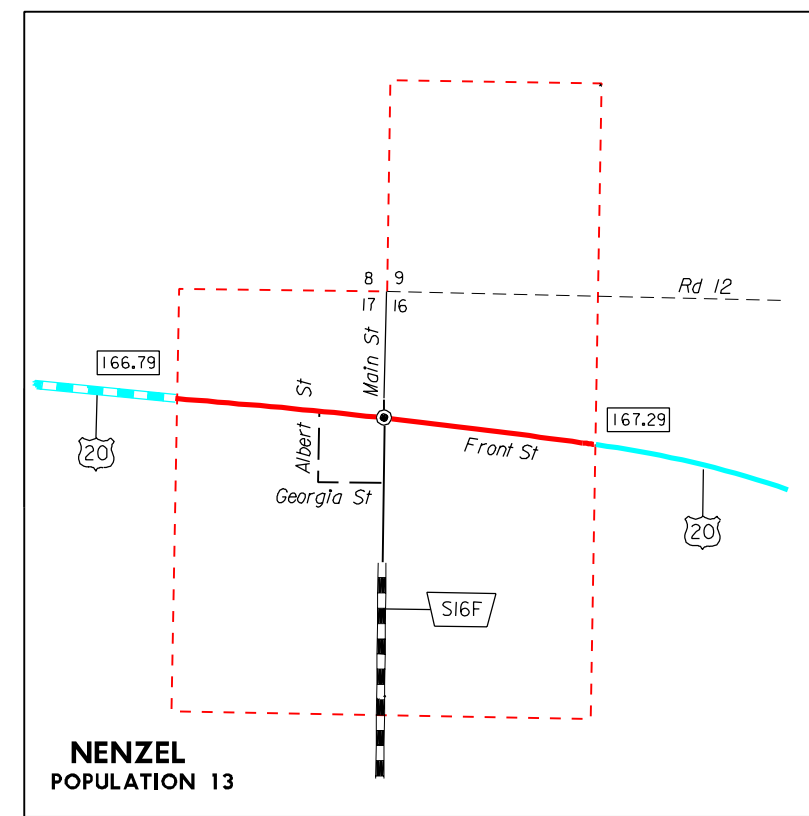 8 9
17 16
Rd 12
Main St
166.79
Albert St
167.29
Front St
20
Georgia St
20
S16F
NENZEL
POPULATION 13